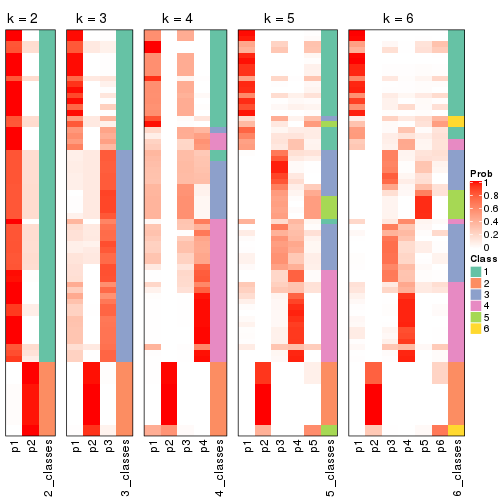 k = 2
k = 3
k = 4
k = 5
k = 6
Prob
1
0.8
0.6
0.4
0.2
0
Class
1
2
3
4
5
6
p1
p2
2_classes
p1
p2
p3
3_classes
p1
p2
p3
p4
4_classes
p1
p2
p3
p4
p5
5_classes
p1
p2
p3
p4
p5
p6
6_classes